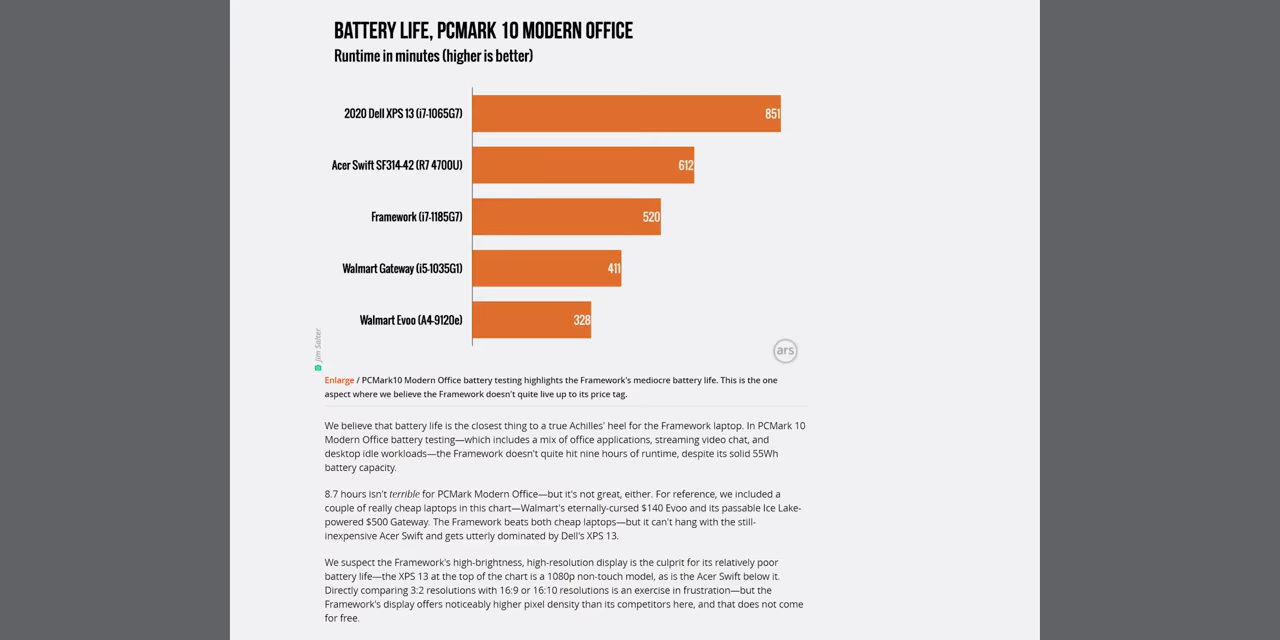 BATTERY LIFE, PCMARK 10 MODERN OFFICE
Runtime in minutes (higher is better)
2020 Dell XPS 13 (i7-1065G7)
851
Acer Swift SF314-42 (R7 4700U)
612
Framework (i7-1185G7)
520
Walmart Gateway (i5-1035G1)
411
Walmart Evoo (A4-9120e)
328
Jim Salter
ars
Enlarge / PCMark10 Modern Office battery testing highlights the Framework's mediocre battery life. This is the one
aspect where we believe the Framework doesn't quite live up to its price tag.
We believe that battery life is the closest thing to a true Achilles' heel for the Framework laptop. In PCMark 10
Modern Office battery testing—which includes a mix of office applications, streaming video chat, and
desktop idle workloads—the Framework doesn't quite hit nine hours of runtime, despite its solid 55Wh
battery capacity.
8.7 hours isn't terrible for PCMark Modern Office—but it's not great, either. For reference, we included a
couple of really cheap laptops in this chart—Walmart's eternally-cursed $140 Evoo and its passable Ice Lake-
powered $500 Gateway. The Framework beats both cheap laptops—but it can't hang with the still-
inexpensive Acer Swift and gets utterly dominated by Dell's XPS 13.
We suspect the Framework's high-brightness, high-resolution display is the culprit for its relatively poor
battery life—the XPS 13 at the top of the chart is a 1080p non-touch model, as is the Acer Swift below it.
Directly comparing 3:2 resolutions with 16:9 or 16:10 resolutions is an exercise in frustration—but the
Framework's display offers noticeably higher pixel density than its competitors here, and that does not come
for free.